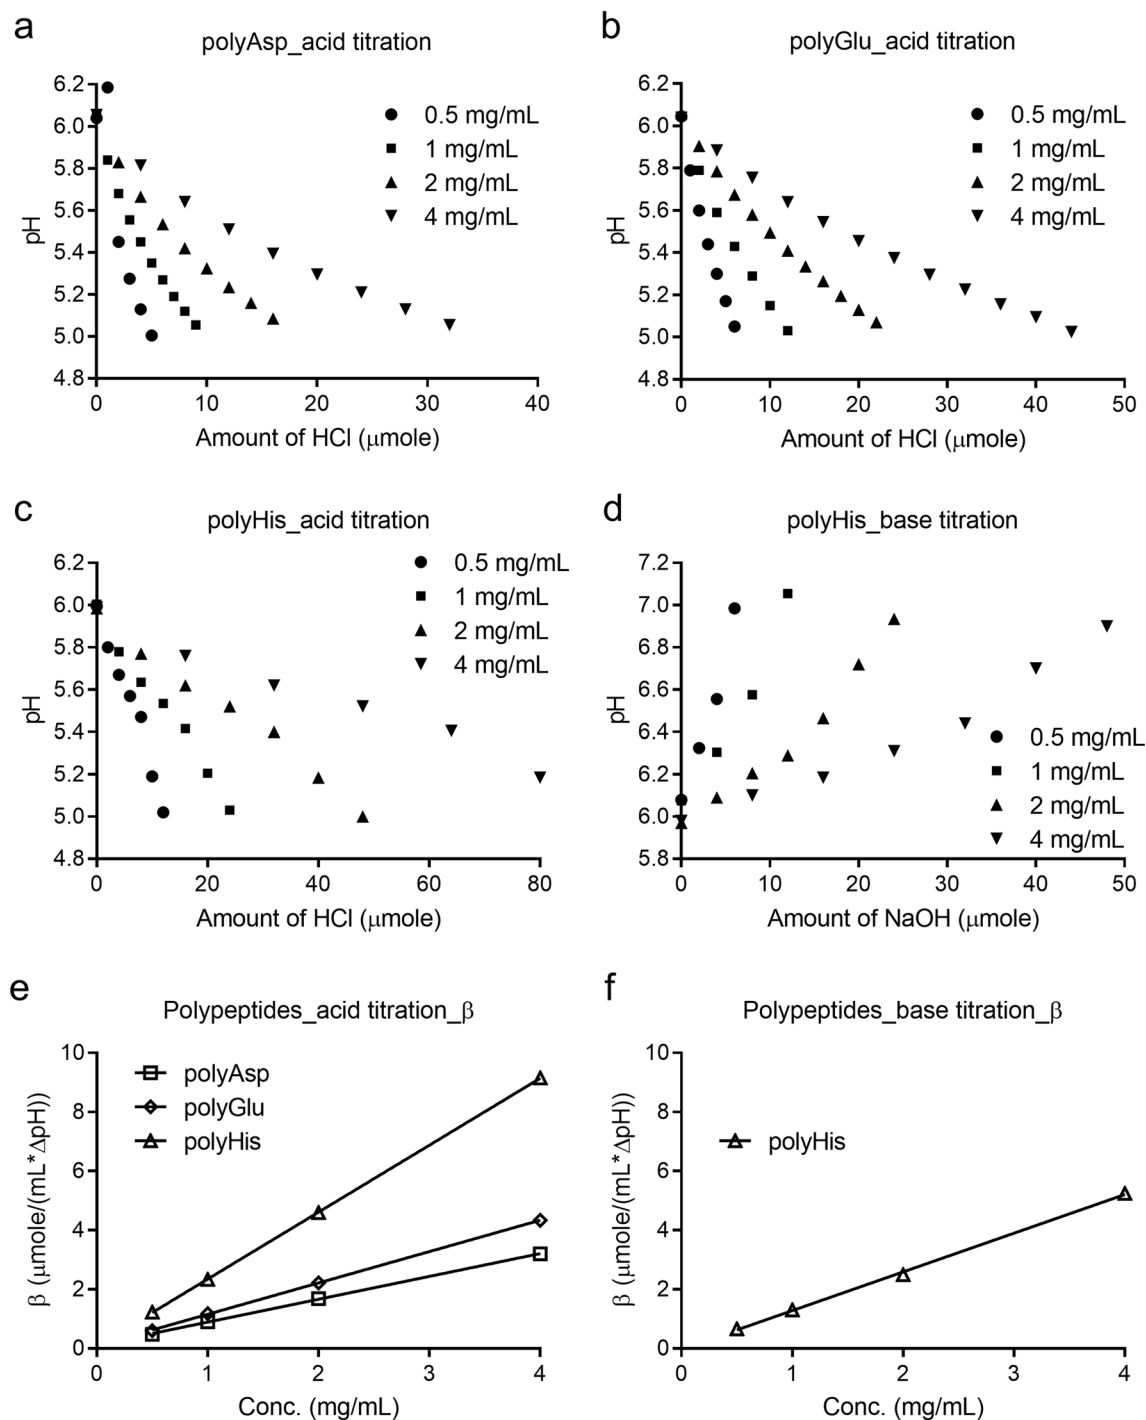 a
polyAsp_acid titration
6.2
6.0
5.8
5.6
5.4
5.2
5.0
4.8
pH
0.5 mg/mL
1 mg/mL
2 mg/mL
4 mg/mL
0 10 20 30 40
Amount of HCl (μmole)
b
polyGlu_acid titration
6.2
6.0
5.8
5.6
5.4
5.2
5.0
4.8
pH
0.5 mg/mL
1 mg/mL
2 mg/mL
4 mg/mL
0 10 20 30 40 50
Amount of HCl (μmole)
c
polyHis_acid titration
6.2
6.0
5.8
5.6
5.4
5.2
5.0
4.8
pH
0.5 mg/mL
1 mg/mL
2 mg/mL
4 mg/mL
0 20 40 60 80
Amount of HCl (μmole)
d
polyHis_base titration
7.2
7.0
6.8
6.6
6.4
6.2
6.0
5.8
pH
0.5 mg/mL
1 mg/mL
2 mg/mL
4 mg/mL
0 10 20 30 40 50
Amount of NaOH (μmole)
e
Polypeptides_acid titration_β
10
8
6
4
2
0
β (μmole/(mL*ΔpH))
polyAsp
polyGlu
polyHis
0 1 2 3 4
Conc. (mg/mL)
f
Polypeptides_base titration_β
10
8
6
4
2
0
β (μmole/(mL*ΔpH))
polyHis
0 1 2 3 4
Conc. (mg/mL)